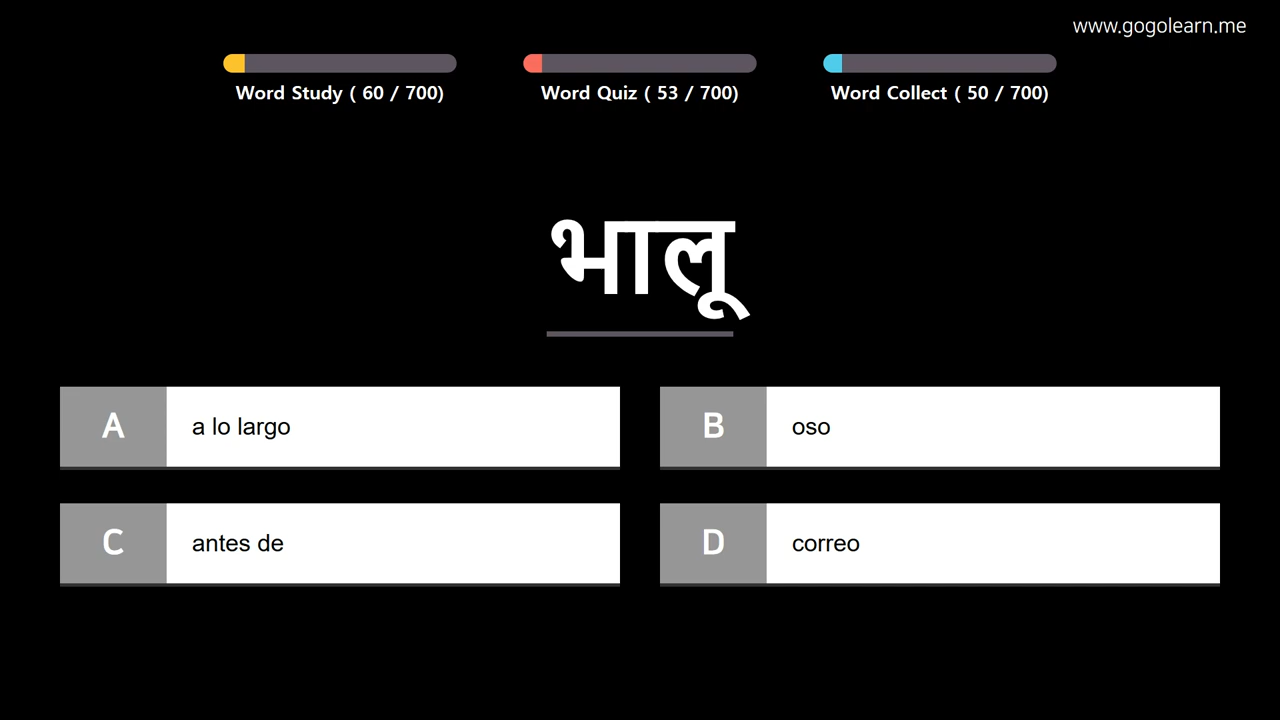 www.gogolearn.me
Word Study ( 60 / 700)
Word Quiz ( 53 / 700)
Word Collect ( 50 / 700)
भालू
A a lo largo
B oso
C antes de
D correo